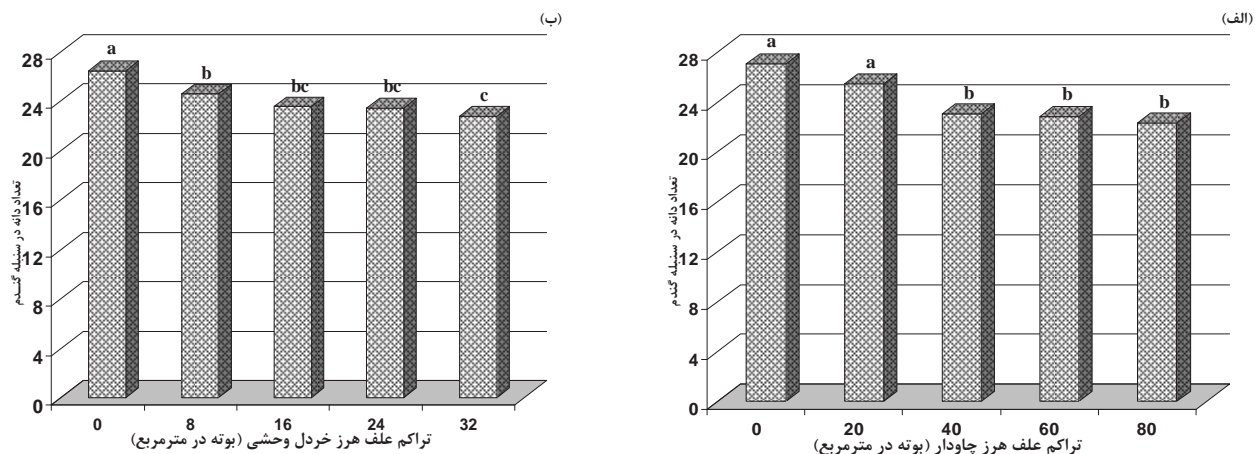 (الف)
تعداد دانه در سنبله گندم
28
24
20
16
12
8
4
0
a
a
b
b
b
0 20 40 60 80
تراکم علف هرز چاودار (بوته در مترمربع)
(ب)
تعداد دانه در سنبله گندم
28
24
20
16
12
8
4
0
a
b
bc
bc
c
0 8 16 24 32
تراکم علف هرز خردل وحشی (بوته در مترمربع)